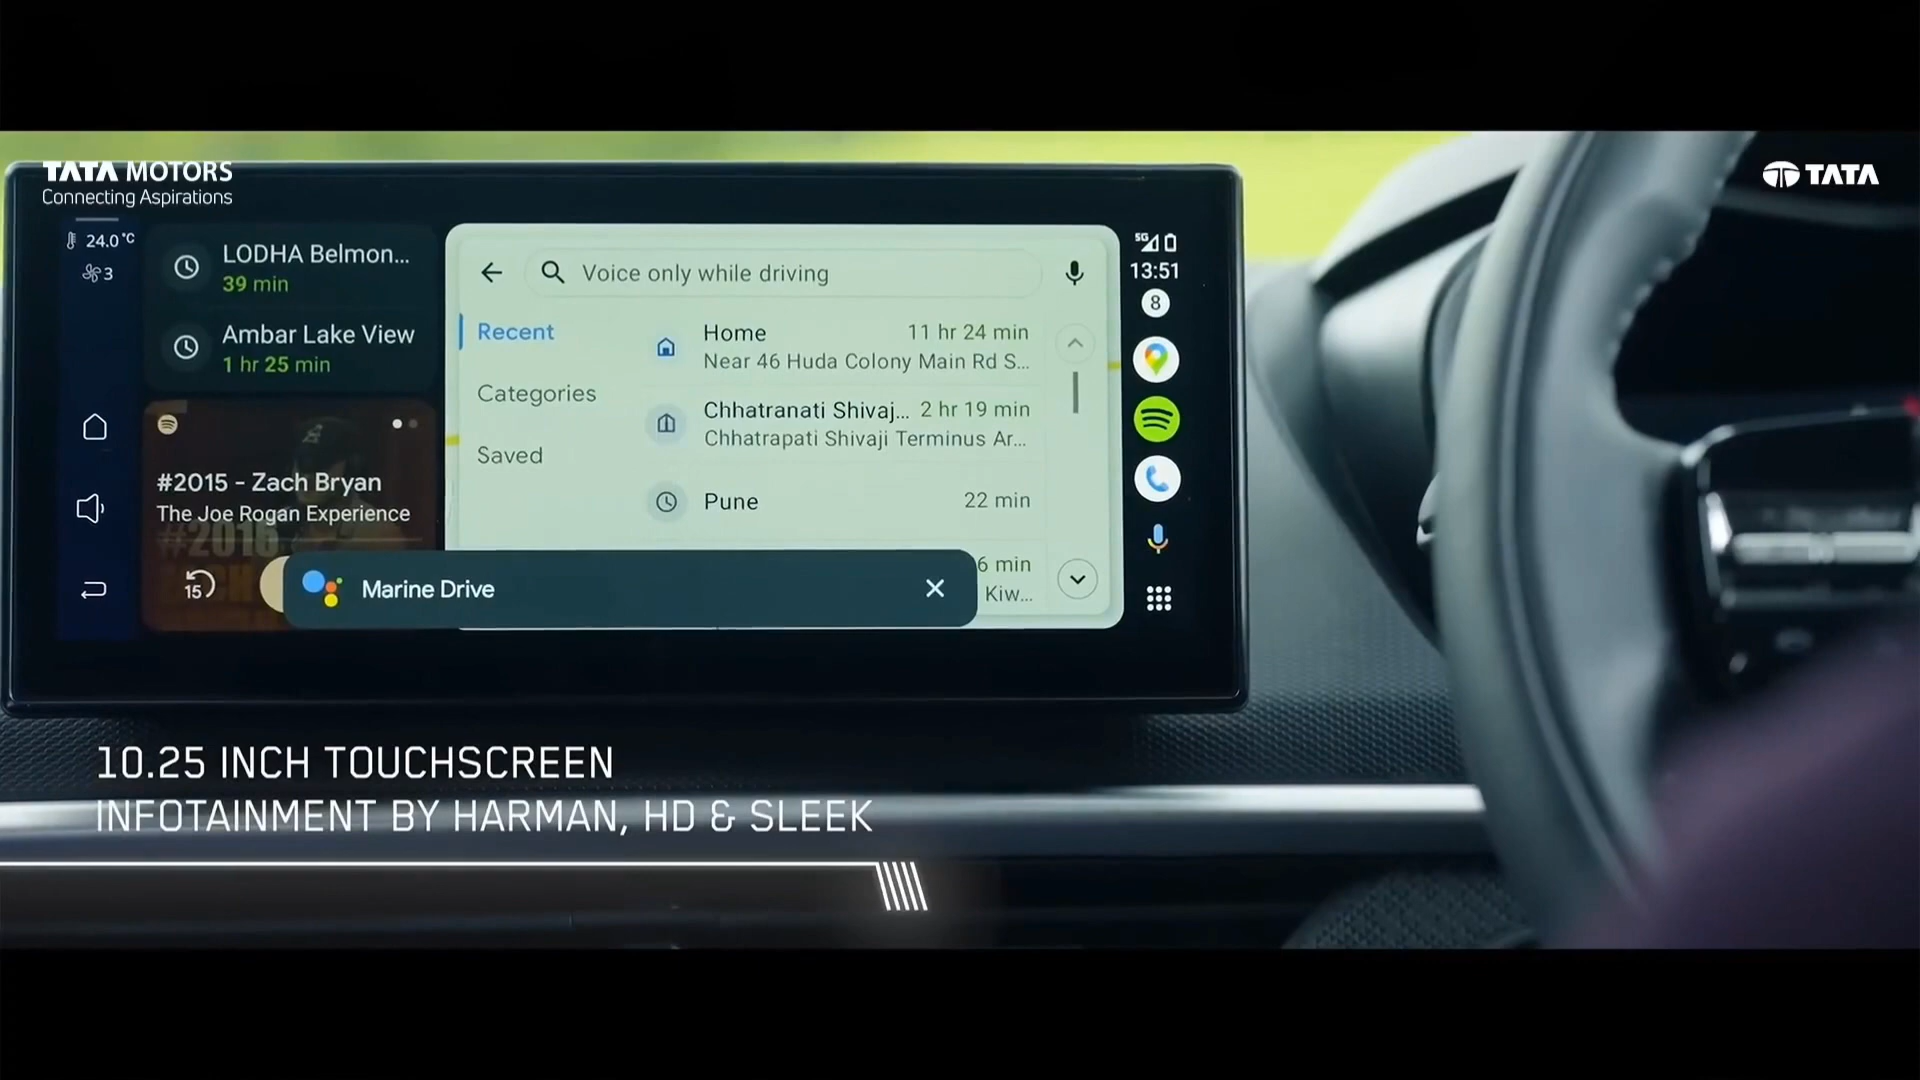 TATA MOTORS
Connecting Aspirations
TATA
24.0°C
3
LODHA Belmon...
39 min
Ambar Lake View
1 hr 25 min
#2015 - Zach Bryan
The Joe Rogan Experience
#2016
15
Voice only while driving
Recent
Categories
Saved
Home 11 hr 24 min
Near 46 Huda Colony Main Rd S...
Chhatranati Shivaj... 2 hr 19 min
Chhatrapati Shivaji Terminus Ar...
Pune 22 min
6 min
Kiw...
Marine Drive
5G
13:51
8
10.25 INCH TOUCHSCREEN
INFOTAINMENT BY HARMAN, HD & SLEEK